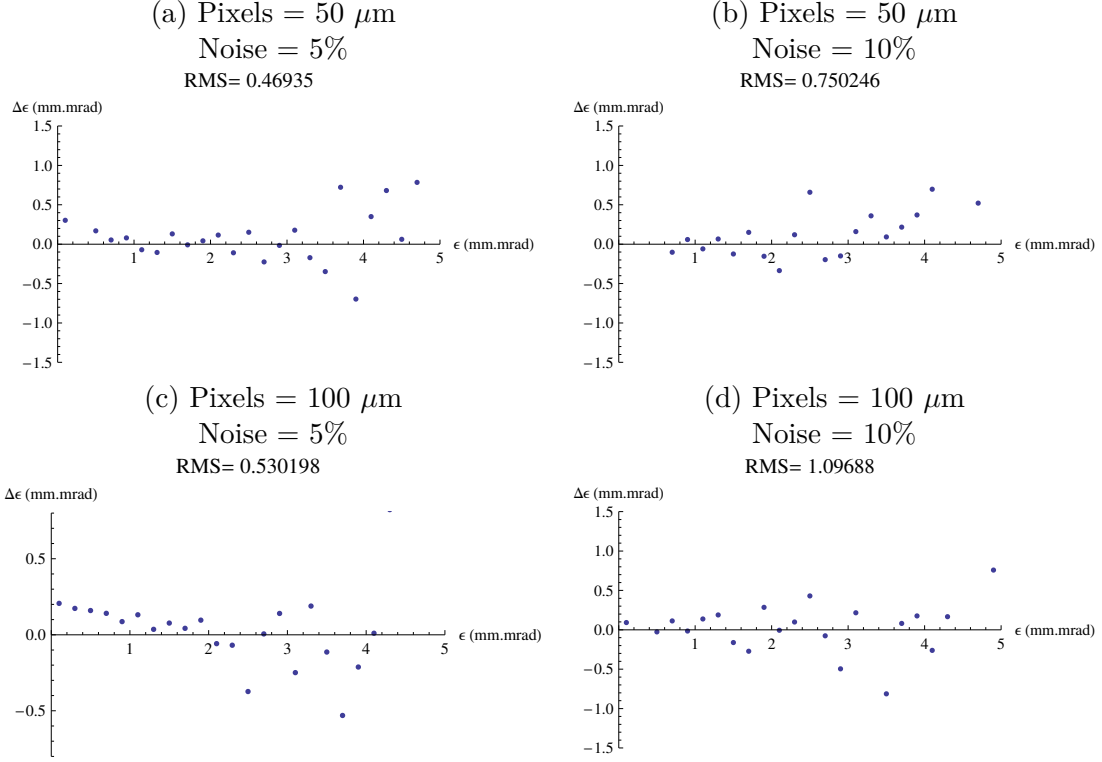 (a) Pixels = 50 μm
Noise = 5%
RMS= 0.46935
Δϵ (mm.mrad)
1.5
1.0
0.5
0.0
−0.5
−1.0
−1.5
1 2 3 4 5
ϵ (mm.mrad)
(b) Pixels = 50 μm
Noise = 10%
RMS= 0.750246
Δϵ (mm.mrad)
1.5
1.0
0.5
0.0
−0.5
−1.0
−1.5
1 2 3 4 5
ϵ (mm.mrad)
(c) Pixels = 100 μm
Noise = 5%
RMS= 0.530198
Δϵ (mm.mrad)
0.5
0.0
−0.5
1 2 3 4 5
ϵ (mm.mrad)
(d) Pixels = 100 μm
Noise = 10%
RMS= 1.09688
Δϵ (mm.mrad)
1.5
1.0
0.5
0.0
−0.5
−1.0
−1.5
1 2 3 4 5
ϵ (mm.mrad)